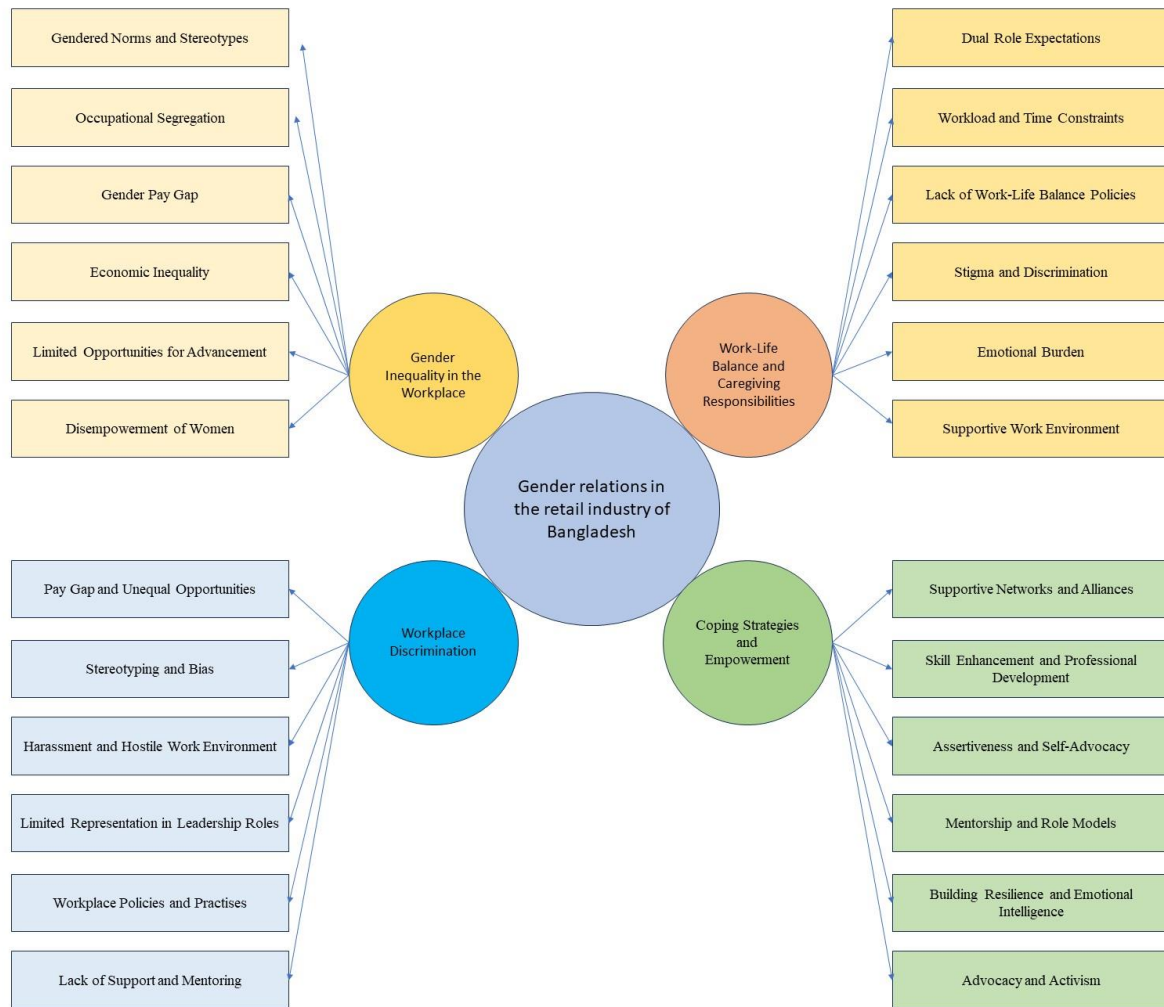 Gendered Norms and Stereotypes
Occupational Segregation
Gender Pay Gap
Economic Inequality
Limited Opportunities for Advancement
Disempowerment of Women
Gender
Inequality in the
Workplace
Dual Role Expectations
Workload and Time Constraints
Lack of Work-Life Balance Policies
Stigma and Discrimination
Emotional Burden
Supportive Work Environment
Work-Life
Balance and
Caregiving
Responsibilities
Gender relations in
the retail industry of
Bangladesh
Pay Gap and Unequal Opportunities
Stereotyping and Bias
Harassment and Hostile Work Environment
Limited Representation in Leadership Roles
Workplace Policies and Practises
Lack of Support and Mentoring
Workplace
Discrimination
Coping Strategies
and
Empowerment
Supportive Networks and Alliances
Skill Enhancement and Professional
Development
Assertiveness and Self-Advocacy
Mentorship and Role Models
Building Resilience and Emotional
Intelligence
Advocacy and Activism